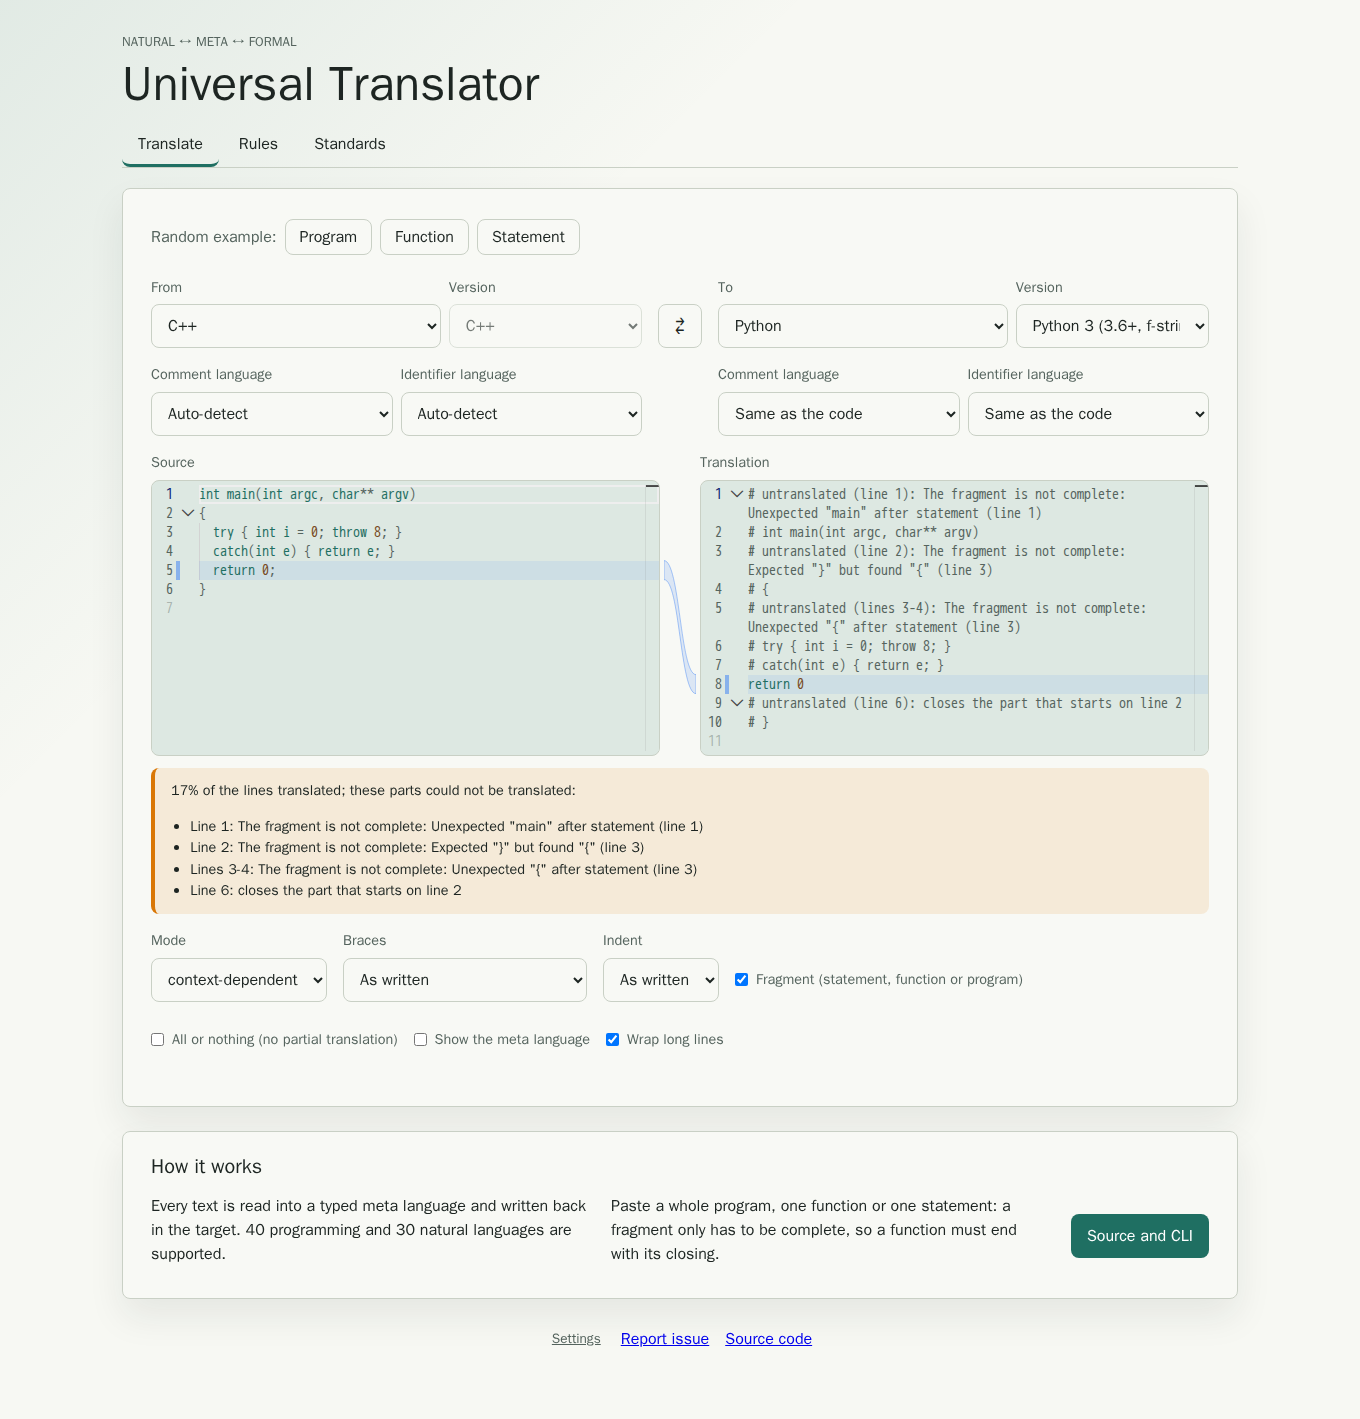 NATURAL ↔ META ↔ FORMAL
Universal Translator
Translate Rules Standards
Random example: Program Function Statement
From Version To Version
C++ C++ Python Python 3 (3.6+, f-stri
Comment language Identifier language Comment language Identifier language
Auto-detect Auto-detect Same as the code Same as the code
Source
1 int main(int argc, char** argv)
2 {
3 try { int i = 0; throw 8; }
4 catch(int e) { return e; }
5 return 0;
6 }
7
Translation
1 # untranslated (line 1): The fragment is not complete:
Unexpected "main" after statement (line 1)
2 # int main(int argc, char** argv)
3 # untranslated (line 2): The fragment is not complete:
Expected "}" but found "{" (line 3)
4 # {
5 # untranslated (lines 3-4): The fragment is not complete:
Unexpected "{" after statement (line 3)
6 # try { int i = 0; throw 8; }
7 # catch(int e) { return e; }
8 return 0
9 # untranslated (line 6): closes the part that starts on line 2
10 # }
11
17% of the lines translated; these parts could not be translated:
• Line 1: The fragment is not complete: Unexpected "main" after statement (line 1)
• Line 2: The fragment is not complete: Expected "}" but found "{" (line 3)
• Lines 3-4: The fragment is not complete: Unexpected "{" after statement (line 3)
• Line 6: closes the part that starts on line 2
Mode Braces Indent
context-dependent As written As written Fragment (statement, function or program)
All or nothing (no partial translation) Show the meta language Wrap long lines
How it works
Every text is read into a typed meta language and written back
in the target. 40 programming and 30 natural languages are
supported.
Paste a whole program, one function or one statement: a
fragment only has to be complete, so a function must end
with its closing.
Source and CLI
Settings Report issue Source code